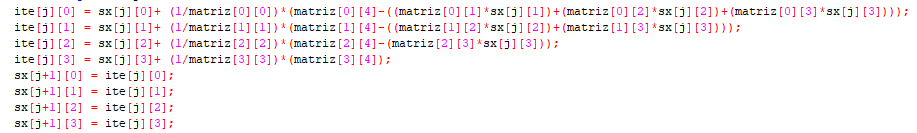 ite[j][0] = sx[j][0]+ (1/matriz[0][0])*(matriz[0][4]-((matriz[0][1]*sx[j][1])+(matriz[0][2]*sx[j][2])+(matriz[0][3]*sx[j][3])));
ite[j][1] = sx[j][1]+ (1/matriz[1][1])*(matriz[1][4]-((matriz[1][2]*sx[j][2])+(matriz[1][3]*sx[j][3])));
ite[j][2] = sx[j][2]+ (1/matriz[2][2])*(matriz[2][4]-(matriz[2][3]*sx[j][3]));
ite[j][3] = sx[j][3]+ (1/matriz[3][3])*(matriz[3][4]);
sx[j+1][0] = ite[j][0];
sx[j+1][1] = ite[j][1];
sx[j+1][2] = ite[j][2];
sx[j+1][3] = ite[j][3];